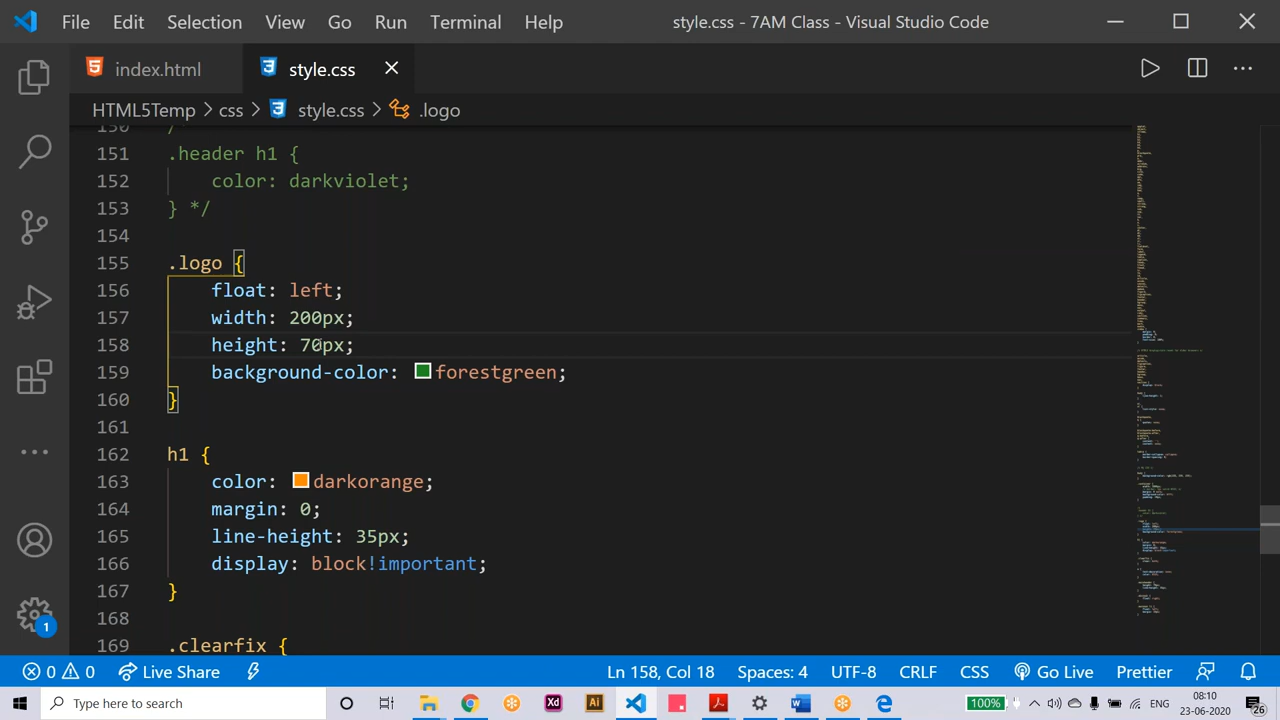 File Edit Selection View Go Run Terminal Help style.css - 7AM Class - Visual Studio Code
index.html style.css
HTML5Temp > css > style.css > .logo
150 /*
151 .header h1 {
152 color: darkviolet;
153 } */
154
155 .logo {
156 float: left;
157 width: 200px;
158 height: 70px;
159 background-color: forestgreen;
160 }
161
162 h1 {
163 color: darkorange;
164 margin: 0;
165 line-height: 35px;
166 display: block!important;
167 }
168
169 .clearfix {
1
0 0 Live Share Ln 158, Col 18 Spaces: 4 UTF-8 CRLF CSS Go Live Prettier
Type here to search Xd Ai 100% ENG 08:10
23-06-2020 26